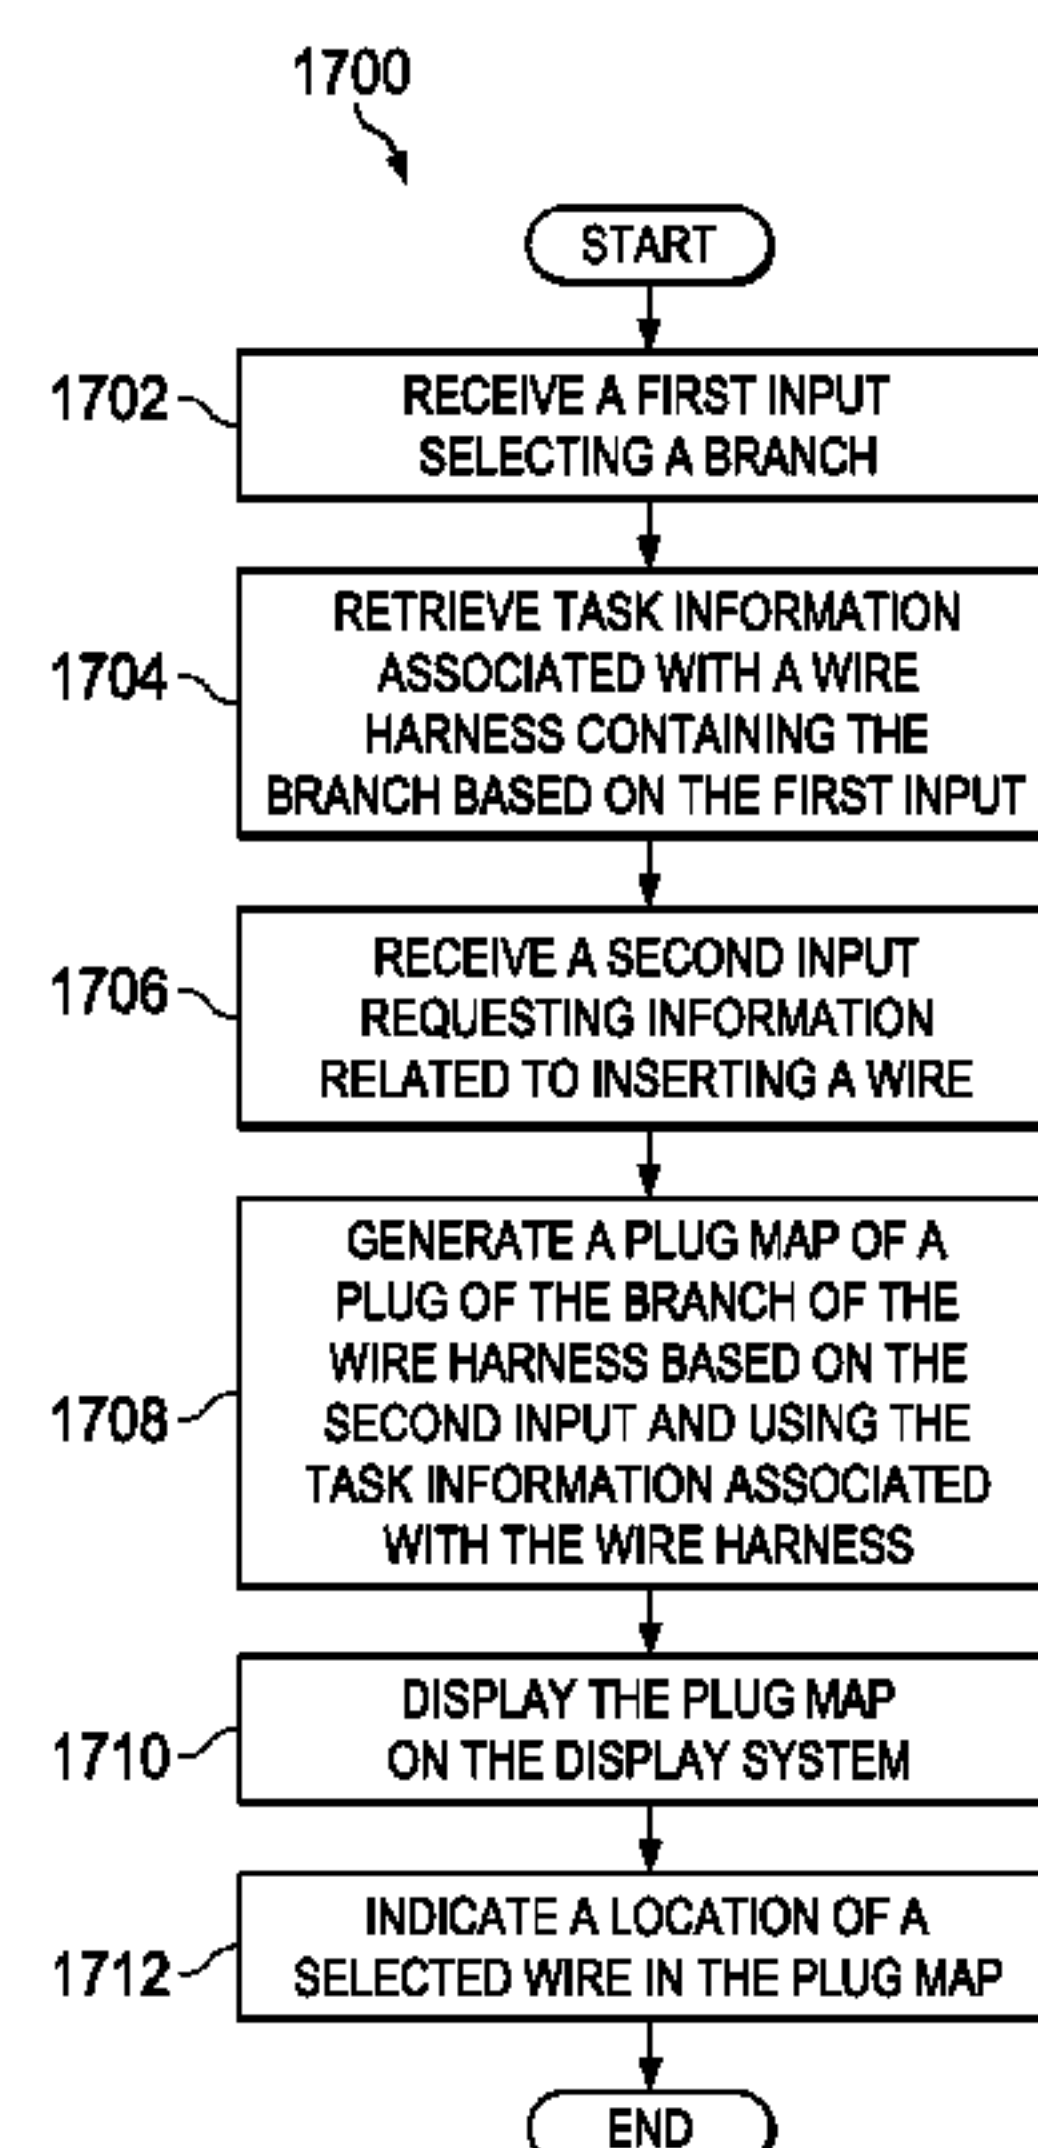 1700
START
1702
RECEIVE A FIRST INPUT
SELECTING A BRANCH
1704
RETRIEVE TASK INFORMATION
ASSOCIATED WITH A WIRE
HARNESS CONTAINING THE
BRANCH BASED ON THE FIRST INPUT
1706
RECEIVE A SECOND INPUT
REQUESTING INFORMATION
RELATED TO INSERTING A WIRE
1708
GENERATE A PLUG MAP OF A
PLUG OF THE BRANCH OF THE
WIRE HARNESS BASED ON THE
SECOND INPUT AND USING THE
TASK INFORMATION ASSOCIATED
WITH THE WIRE HARNESS
1710
DISPLAY THE PLUG MAP
ON THE DISPLAY SYSTEM
1712
INDICATE A LOCATION OF A
SELECTED WIRE IN THE PLUG MAP
END